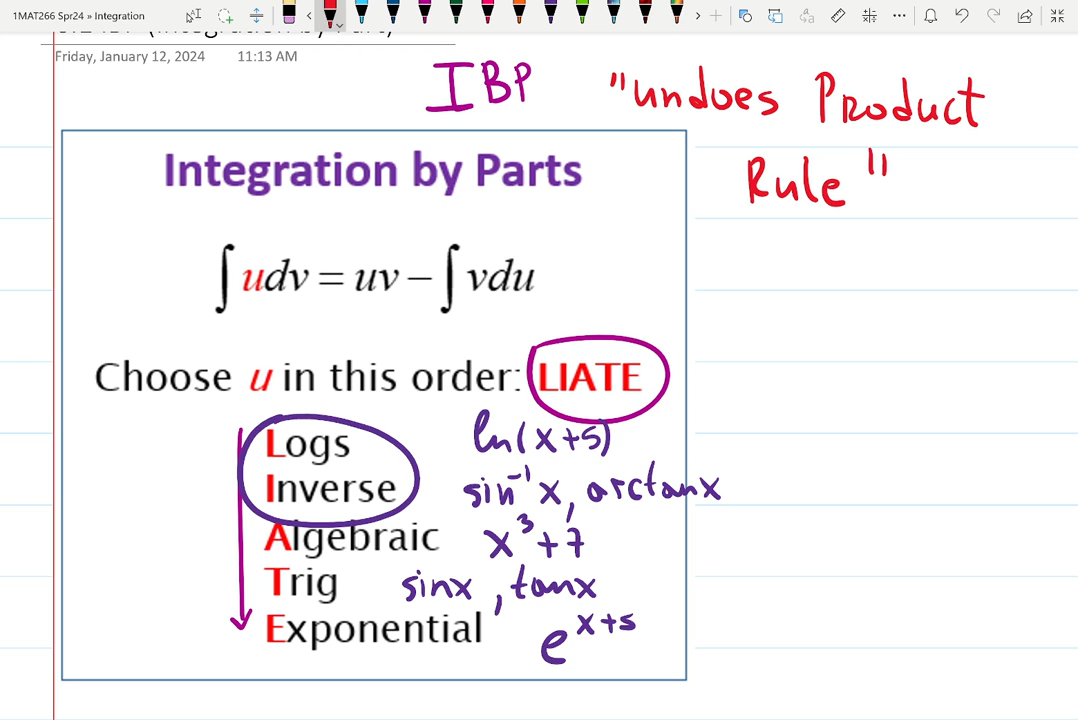 1MAT266 Spr24 » Integration
Friday, January 12, 2024 11:13 AM
IBP "undoes Product
Rule"
Integration by Parts
∫udv = uv − ∫vdu
Choose u in this order: LIATE
Logs ln(x+5)
Inverse sin⁻¹x, arctanx
Algebraic x³+7
Trig sinx, tanx
Exponential e^(x+5)